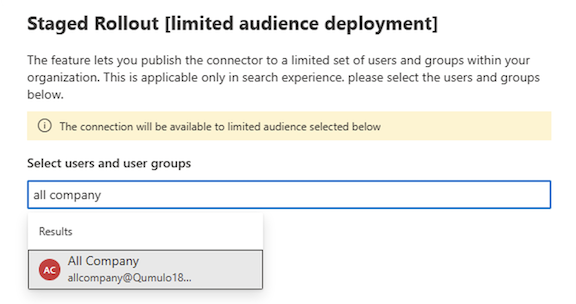 Staged Rollout [limited audience deployment]
The feature lets you publish the connector to a limited set of users and groups within your
organization. This is applicable only in search experience. please select the users and groups
below.
The connection will be available to limited audience selected below
Select users and user groups
all company
Results
AC
All Company
allcompany@Qumulo18...